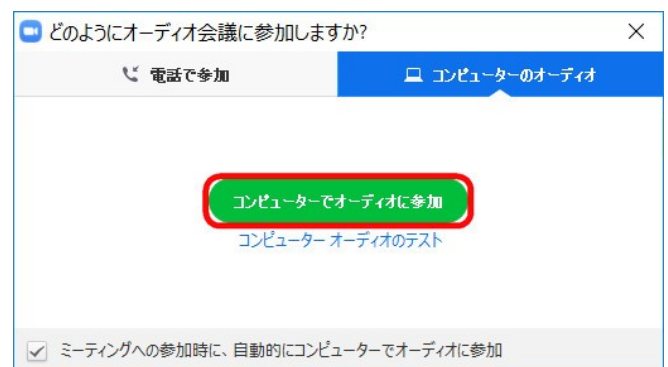 どのようにオーディオ会議に参加しますか?
電話で参加
コンピューターのオーディオ
コンピューターでオーディオに参加
コンピューター オーディオのテスト
ミーティングへの参加時に、自動的にコンピューターでオーディオに参加